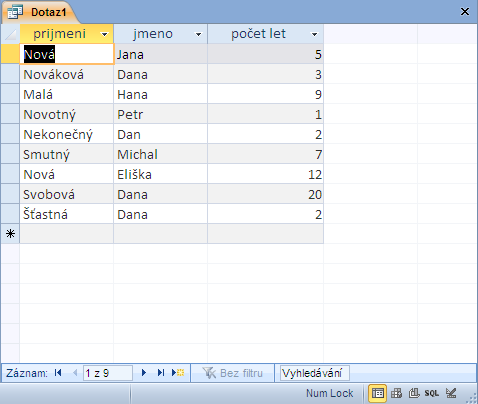 Dotaz1
prijmeni jmeno počet let
Nová Jana 5
Nováková Dana 3
Malá Hana 9
Novotný Petr 1
Nekonečný Dan 2
Smutný Michal 7
Nová Eliška 12
Svobová Dana 20
Šťastná Dana 2
Záznam: 1 z 9 Bez filtru Vyhledávání
Num Lock SQL